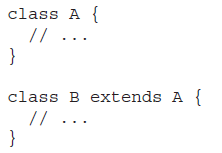 class A {
  // ...
}

class B extends A {
  // ...
}